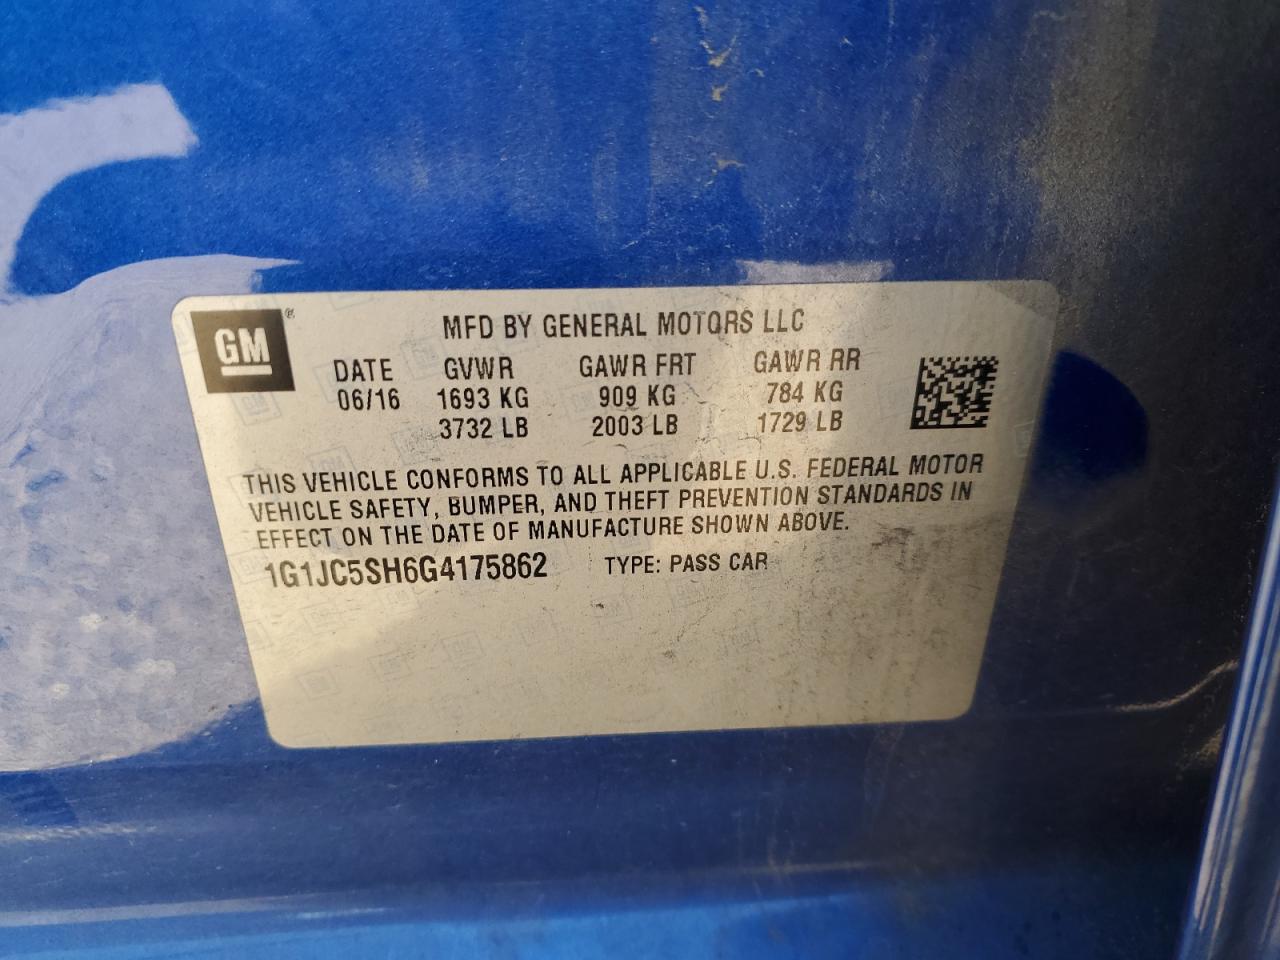 GM®
MFD BY GENERAL MOTORS LLC
DATE GVWR GAWR FRT GAWR RR
06/16 1693 KG 909 KG 784 KG
3732 LB 2003 LB 1729 LB
THIS VEHICLE CONFORMS TO ALL APPLICABLE U.S. FEDERAL MOTOR
VEHICLE SAFETY, BUMPER, AND THEFT PREVENTION STANDARDS IN
EFFECT ON THE DATE OF MANUFACTURE SHOWN ABOVE.
1G1JC5SH6G4175862 TYPE: PASS CAR